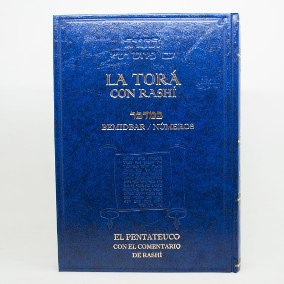 LA TORÁ
CON RASHÍ
במדבר
BEMIDBAR / NÚMEROS
EL PENTATEUCO
CON EL COMENTARIO
DE RASHÍ